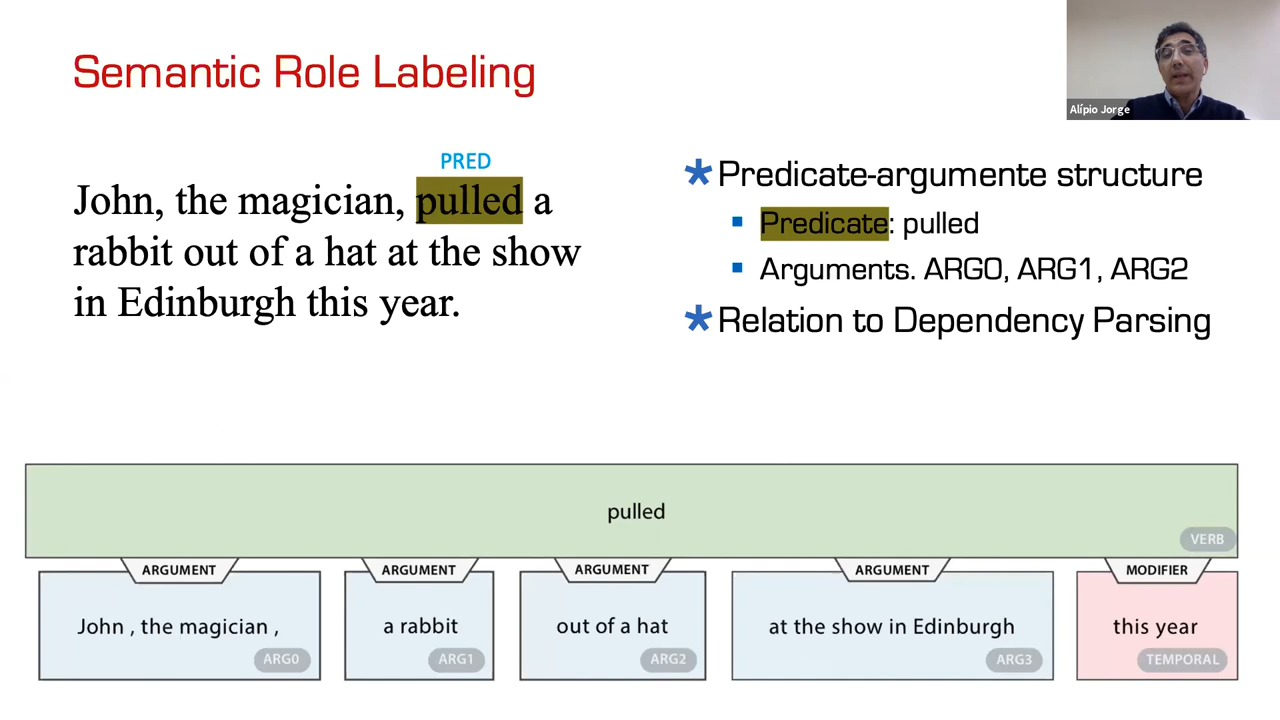 Semantic Role Labeling
Alípio Jorge
PRED
John, the magician, pulled a
rabbit out of a hat at the show
in Edinburgh this year.
Predicate-argumente structure
Predicate: pulled
Arguments. ARG0, ARG1, ARG2
Relation to Dependency Parsing
pulled
VERB
ARGUMENT ARGUMENT ARGUMENT ARGUMENT MODIFIER
John , the magician , a rabbit out of a hat at the show in Edinburgh this year
ARG0 ARG1 ARG2 ARG3 TEMPORAL